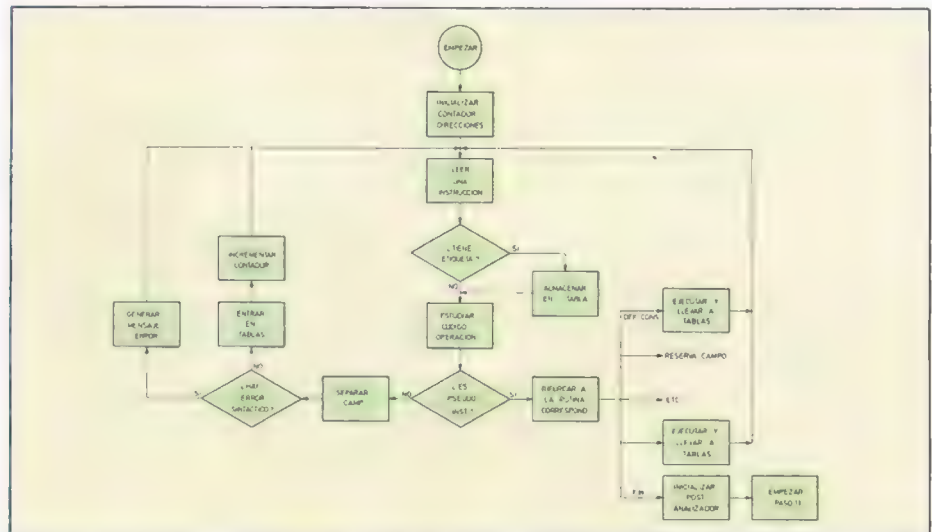 EMPEZAR
INICIALIZAR
CONTADOR
DIRECCIONES
LEER
UNA
INSTRUCCION
¿TIENE
ETIQUETA?
SI
NO
ALMACENAR
EN TABLA
ESTUDIAR
CODIGO
OPERACION
¿ES
PSEUDO
INST.?
NO
SI
SEPARAR
CAMP
¿HAY
ERROR
SINTACTICO?
SI
NO
GENERAR
MENSAJE
ERROR
ENTRAR
EN
TABLAS
INCREMENTAR
CONTADOR
BIFURCAR A
LA RUTINA
CORRESPOND
DEF CONS
EJECUTAR Y
LLEVAR A
TABLAS
RESERVA CAMPO
ETC
EJECUTAR Y
LLEVAR A
TABLAS
FIN
INICIALIZAR
POST
ANALIZADOR
EMPEZAR
PASO II